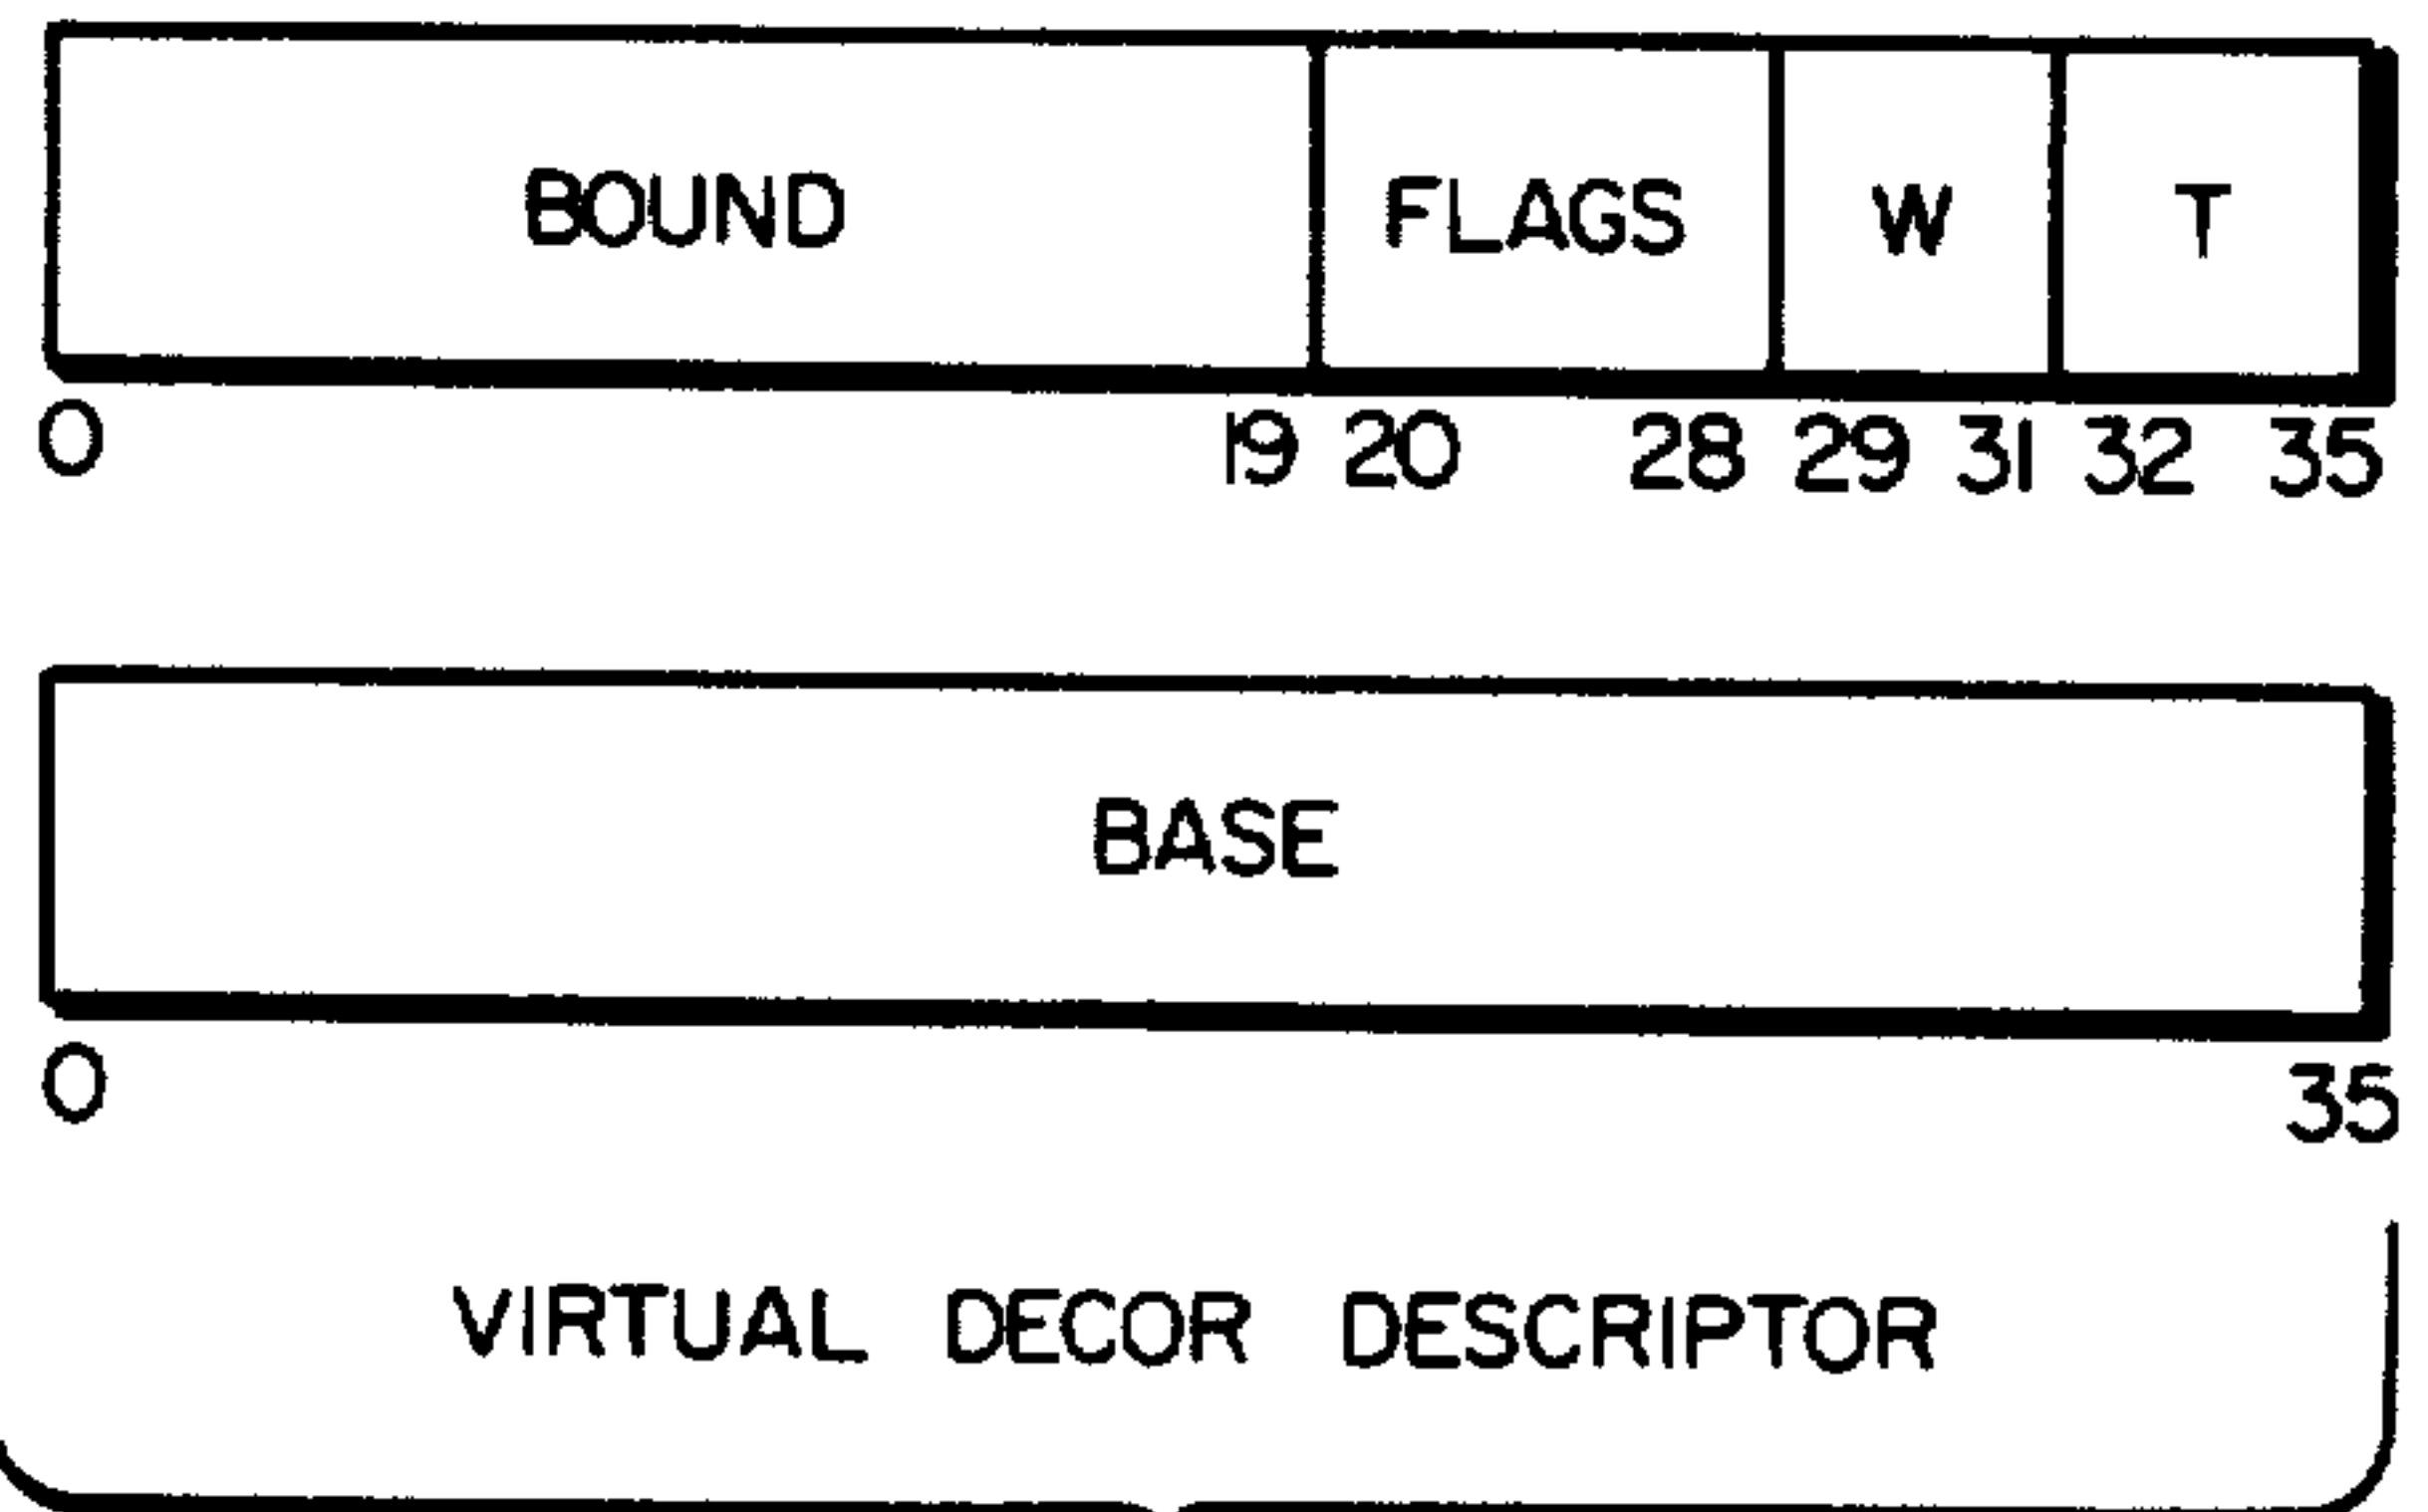 BOUND FLAGS W T
0 19 20 28 29 31 32 35
BASE
0 35
VIRTUAL DECOR DESCRIPTOR